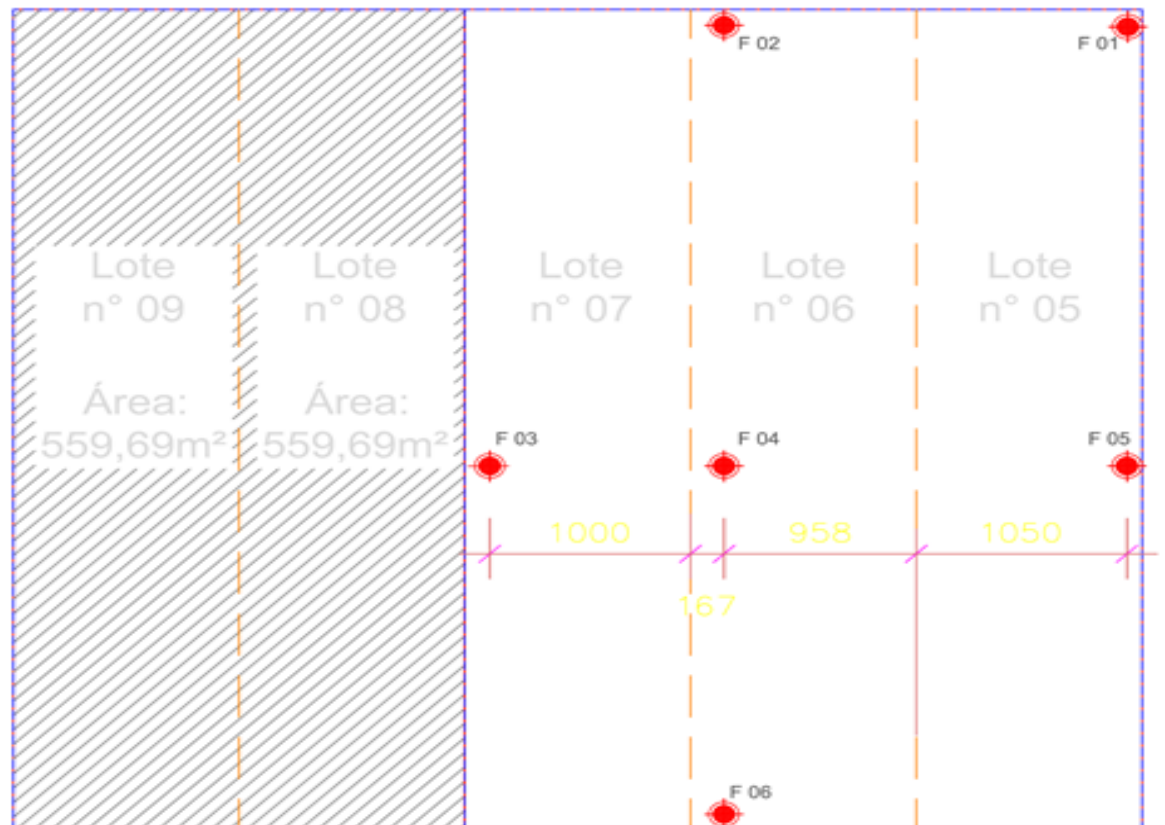 F 02
F 01
Lote
n° 09
Área:
559,69m²
Lote
n° 08
Área:
559,69m²
Lote
n° 07
Lote
n° 06
Lote
n° 05
F 03
F 04
F 05
1000
958
1050
167
F 06